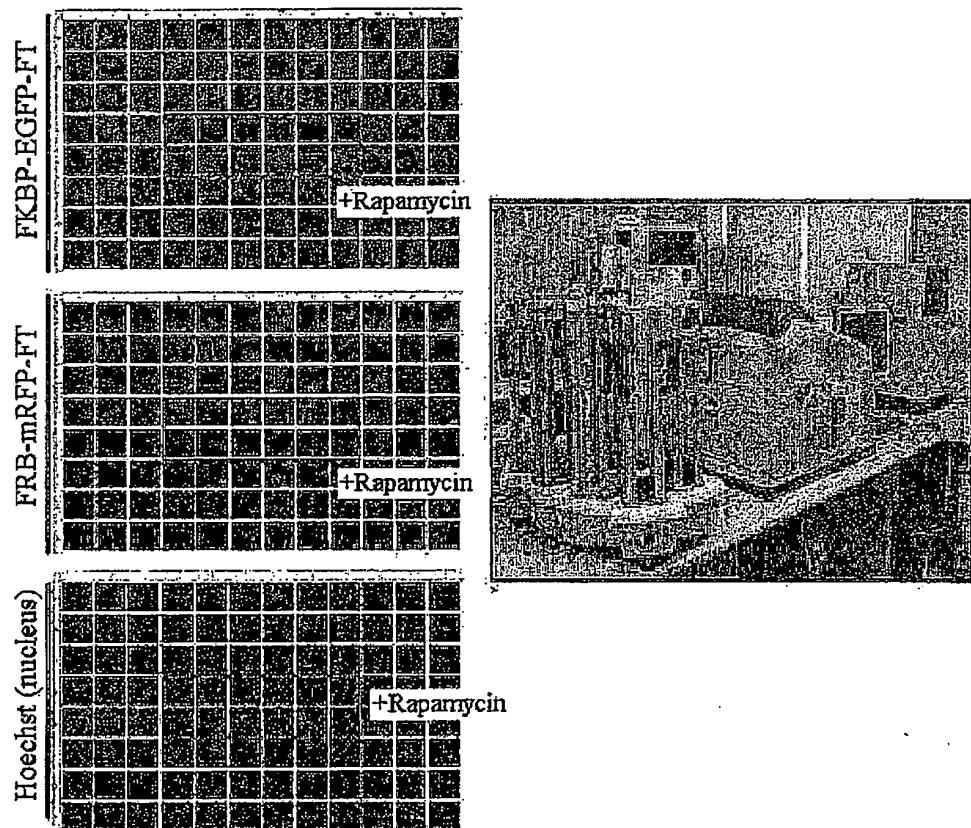 FKBP-EGFP-FT
+Rapamycin
FRB-mRFP-FT
+Rapamycin
Hoechst (nucleus)
+Rapamycin